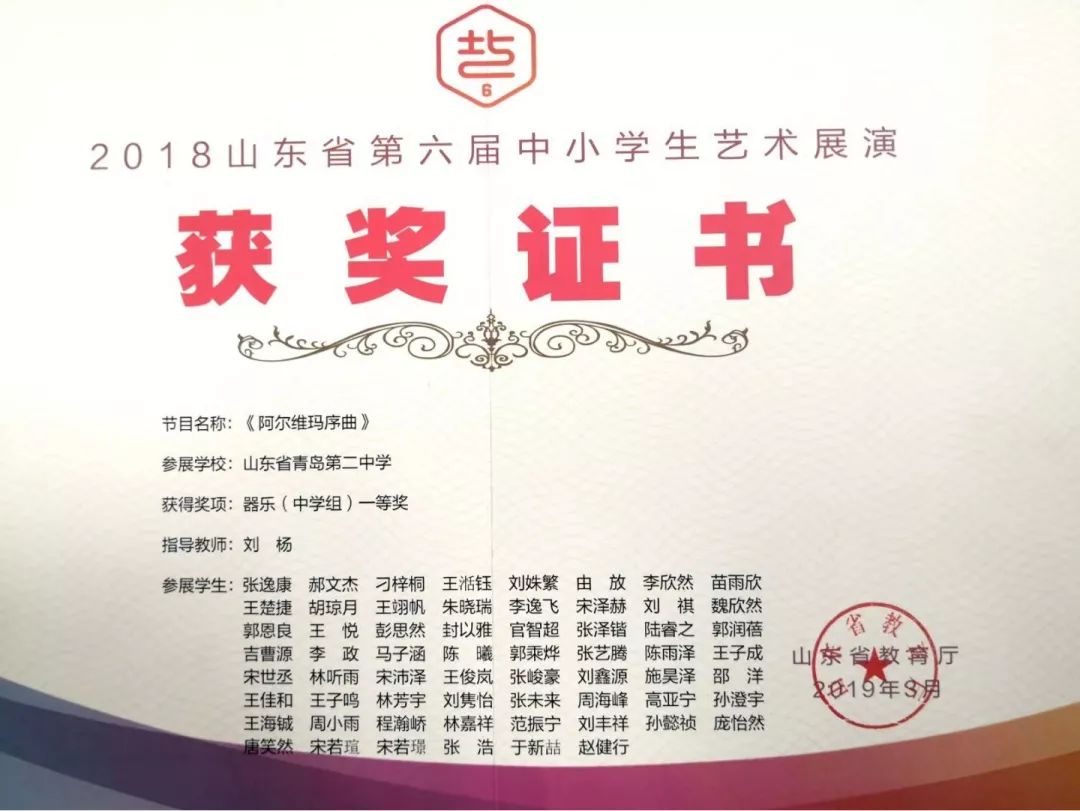 6
2018山东省第六届中小学生艺术展演
获奖证书
节目名称：《阿尔维玛序曲》
参展学校：山东省青岛第二中学
获得奖项：器乐（中学组）一等奖
指导教师：刘 杨
参展学生：张逸康 郝文杰 刁梓桐 王湉钰 刘姝繁 由 放 李欣然 苗雨欣
王楚捷 胡琼月 王翊帆 朱晓瑞 李逸飞 宋泽赫 刘 祺 魏欣然
郭恩良 王 悦 彭思然 封以雅 官智超 张泽锴 陆睿之 郭润蓓
吉曹源 李 政 马子涵 陈 曦 郭乘烨 张艺腾 陈雨泽 王子成
宋世丞 林听雨 宋沛泽 王俊岚 张峻豪 刘鑫源 施昊泽 邵 洋
王佳和 王子鸣 林芳宇 刘隽怡 张未来 周海峰 高亚宁 孙澄宇
王海铖 周小雨 程瀚峤 林嘉祥 范振宁 刘丰祥 孙懿祯 庞怡然
唐笑然 宋若瑄 宋若璟 张 浩 于新喆 赵健行
山东省教育厅
2019年3月